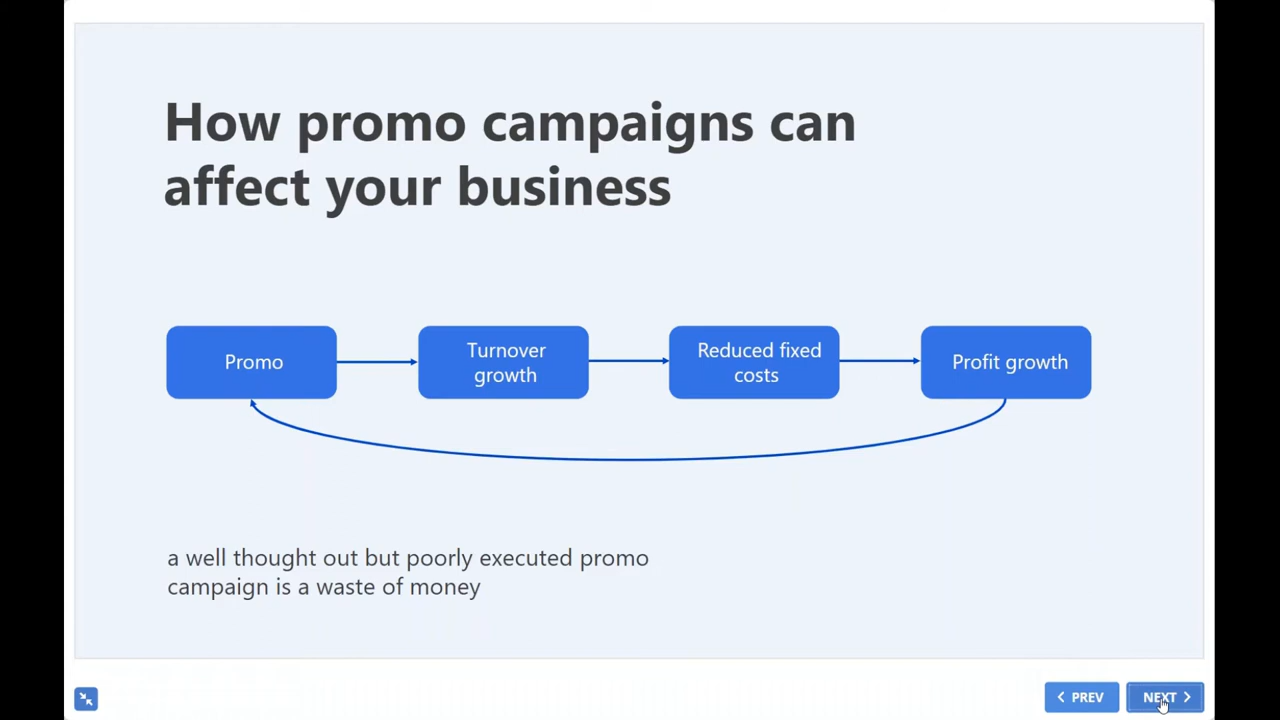 How promo campaigns can
affect your business
Promo
Turnover
growth
Reduced fixed
costs
Profit growth
a well thought out but poorly executed promo
campaign is a waste of money
PREV
NEXT